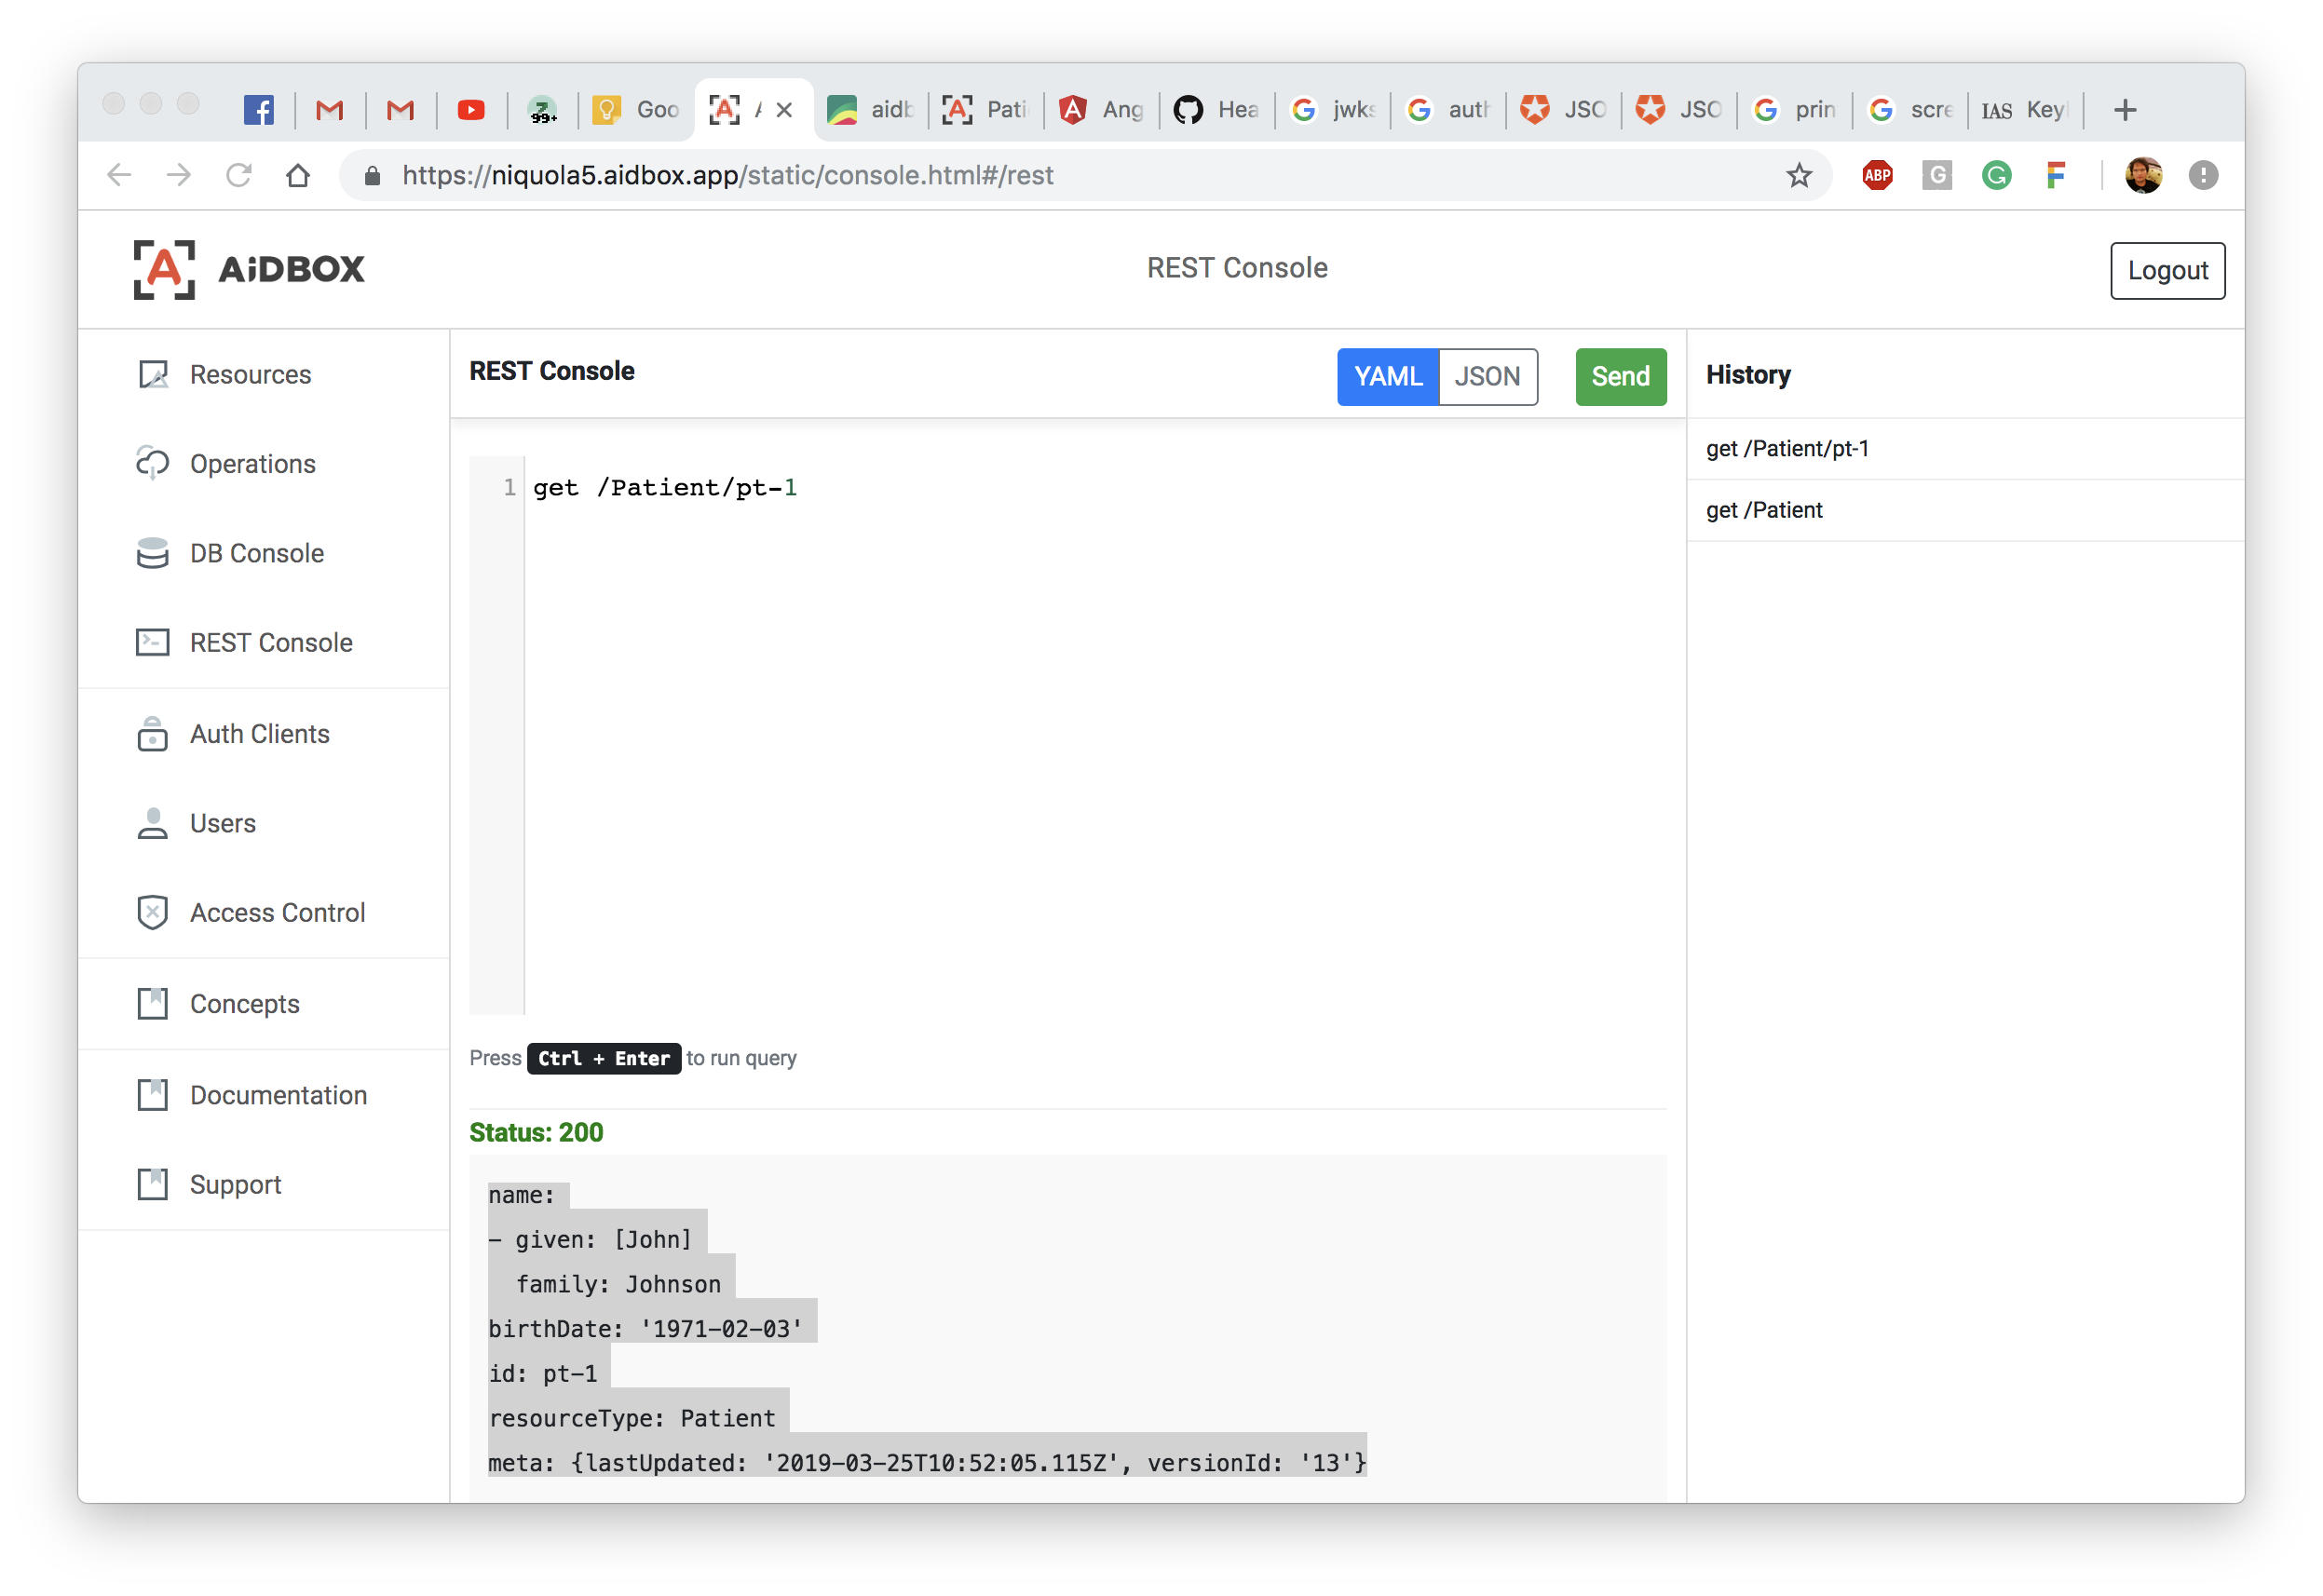 99+
Goo
aidb
Pati
Ang
Hea
jwks
auth
JSO
JSO
prin
scre
IAS Key
https://niquola5.aidbox.app/static/console.html#/rest
ABP
AiDBOX
REST Console
Logout
Resources
Operations
DB Console
REST Console
Auth Clients
Users
Access Control
Concepts
Documentation
Support
REST Console
YAML JSON Send
1 get /Patient/pt-1
Press Ctrl + Enter to run query
Status: 200
name:
- given: [John]
  family: Johnson
birthDate: '1971-02-03'
id: pt-1
resourceType: Patient
meta: {lastUpdated: '2019-03-25T10:52:05.115Z', versionId: '13'}
History
get /Patient/pt-1
get /Patient